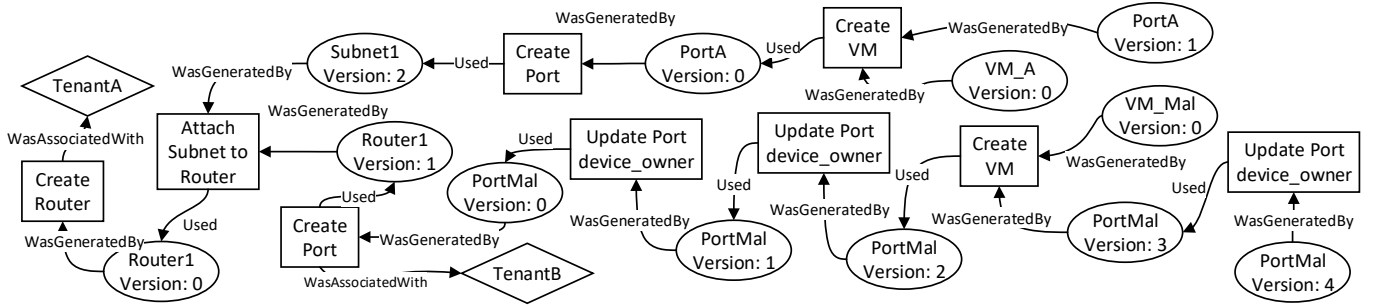 WasGeneratedBy
Create
VM
WasGeneratedBy
PortA
Version: 1
Subnet1
Version: 2
Used
Create
Port
PortA
Version: 0
Used
WasGeneratedBy
TenantA
WasGeneratedBy
VM_A
Version: 0
WasGeneratedBy
VM_Mal
Version: 0
WasAssociatedWith
Attach
Subnet to
Router
Router1
Version: 1
Used
Update Port
device_owner
Update Port
device_owner
Create
VM
WasGeneratedBy
Update Port
device_owner
Create
Router
Used
PortMal
Version: 0
Used
Used
Used
Used
Used
WasGeneratedBy
Router1
Version: 0
Create
Port
WasGeneratedBy
WasGeneratedBy
PortMal
Version: 1
WasGeneratedBy
PortMal
Version: 2
WasGeneratedBy
PortMal
Version: 3
WasGeneratedBy
PortMal
Version: 4
WasAssociatedWith
TenantB